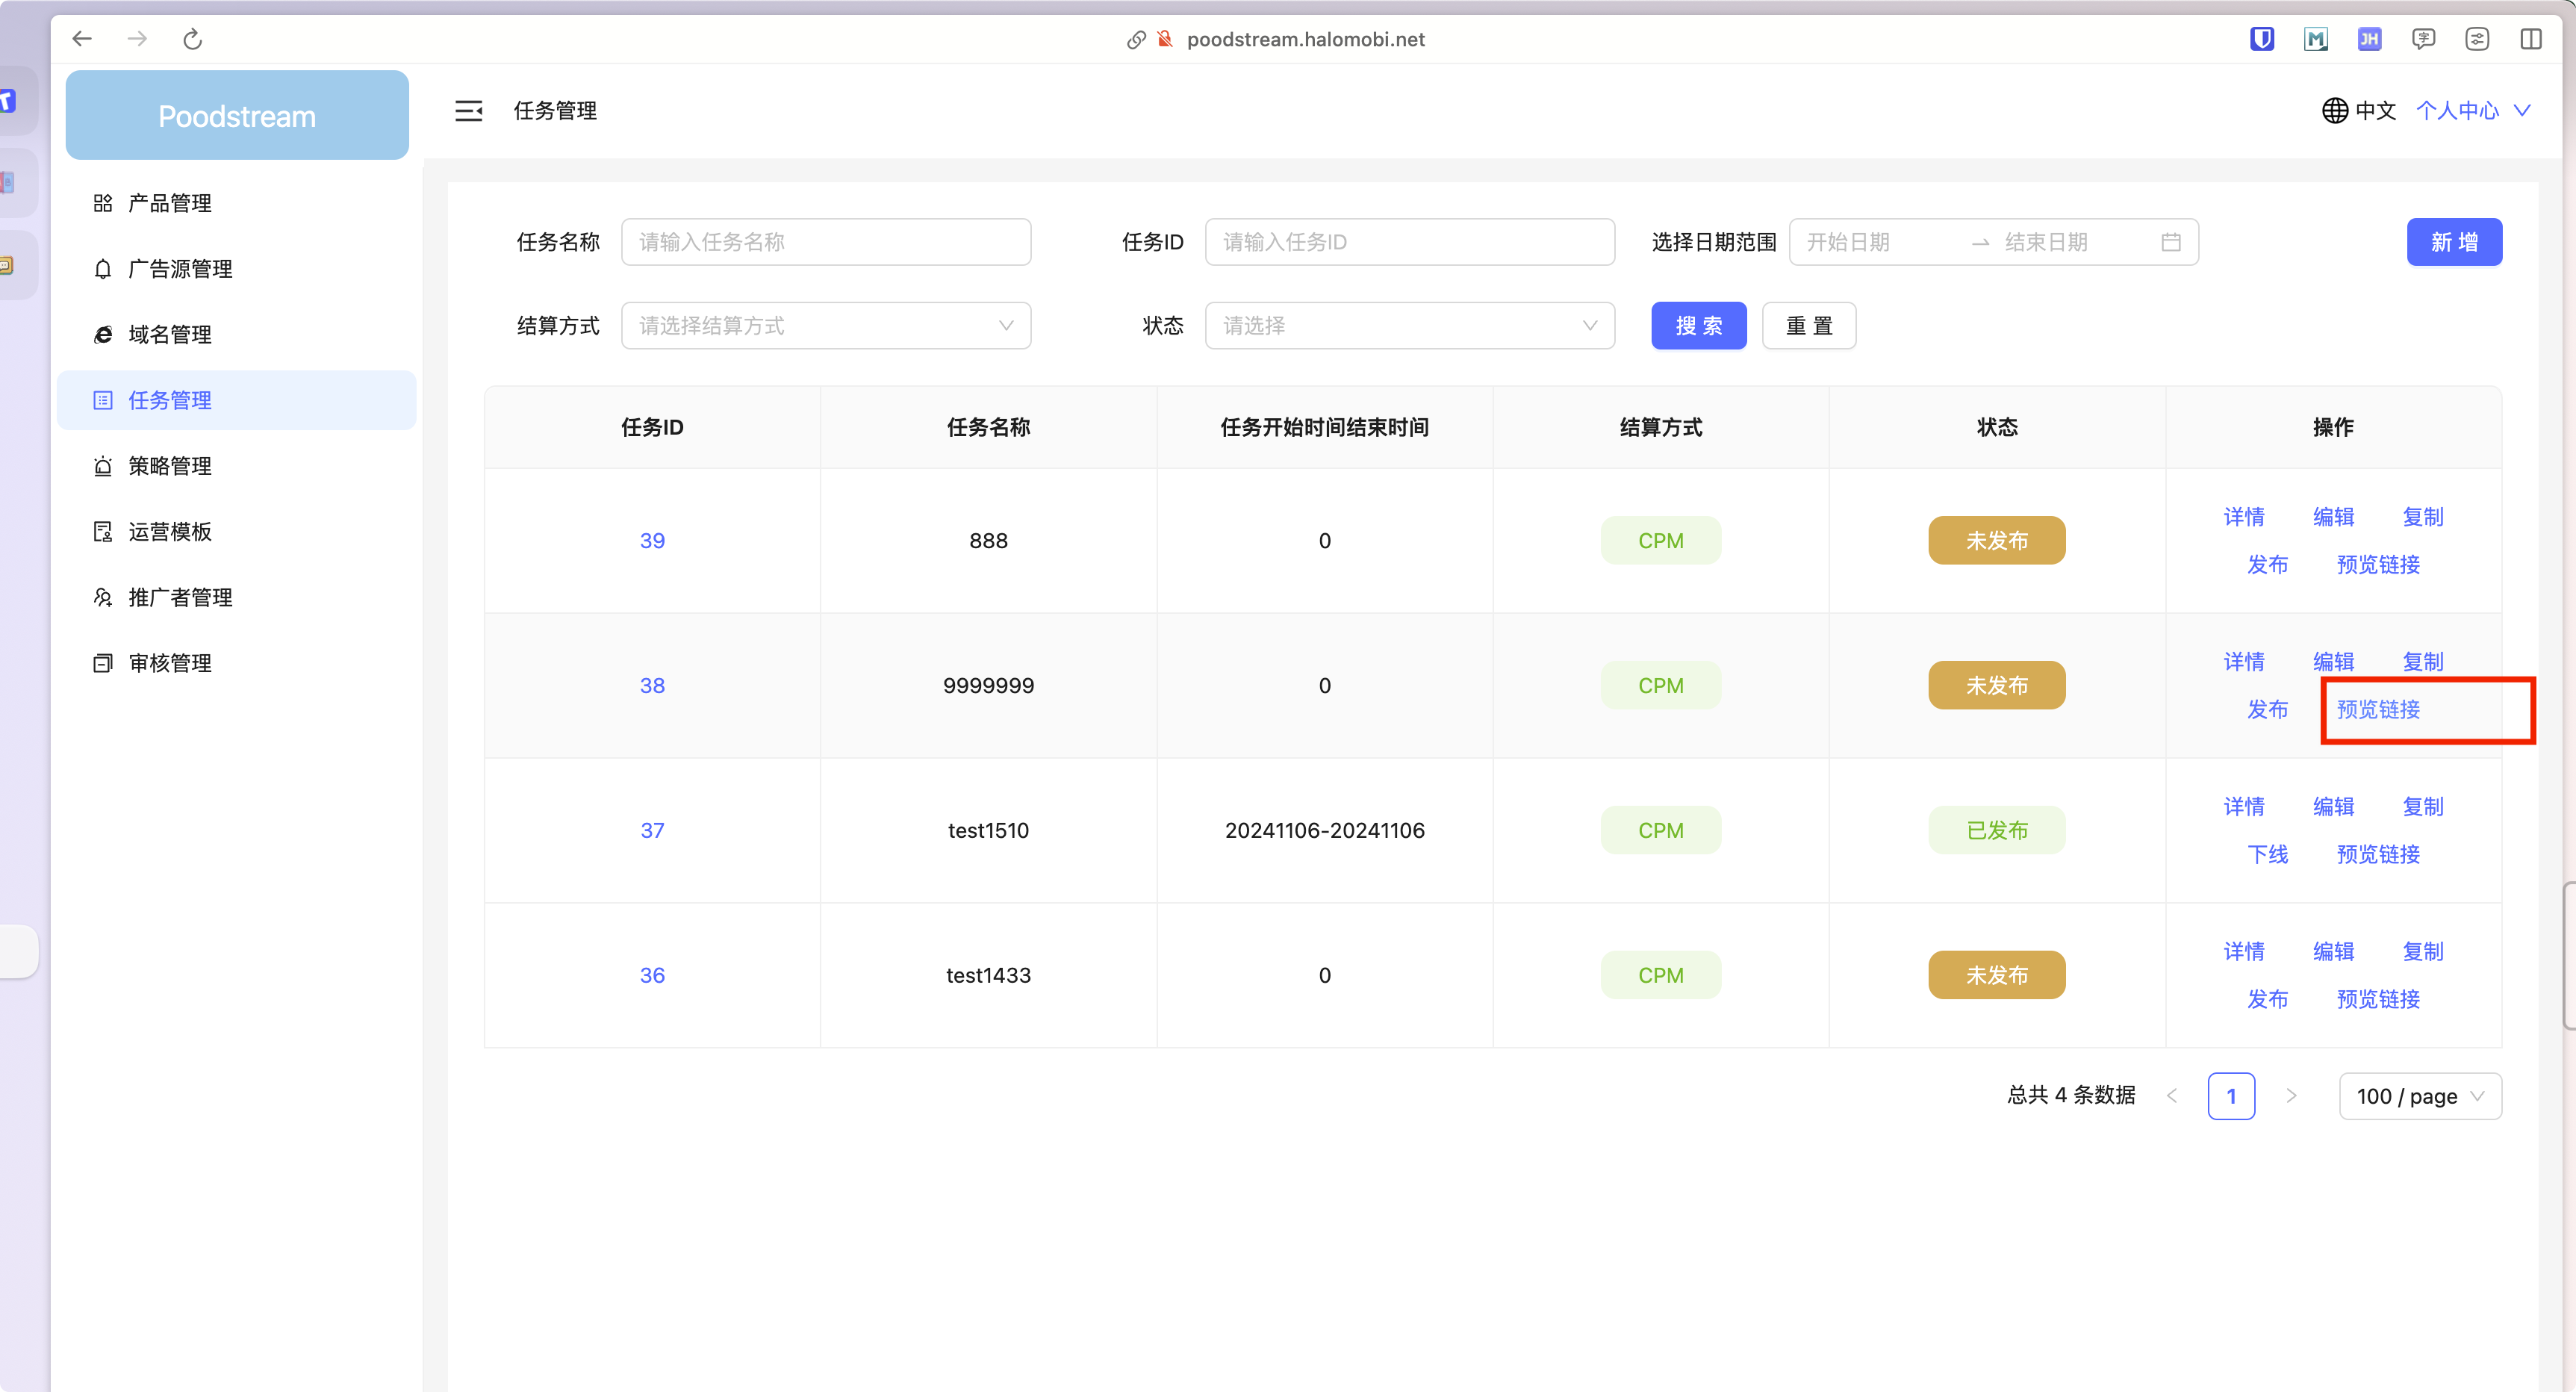 poodstream.halomobi.net
JH
Poodstream
任务管理
中文
个人中心
产品管理
广告源管理
域名管理
任务管理
策略管理
运营模板
推广者管理
审核管理
任务名称
请输入任务名称
任务ID
请输入任务ID
选择日期范围
开始日期
结束日期
新 增
结算方式
请选择结算方式
状态
请选择
搜 索
重 置
任务ID 任务名称 任务开始时间结束时间 结算方式 状态 操作
39 888 0 CPM 未发布
详情 编辑 复制
发布 预览链接
38 9999999 0 CPM 未发布
详情 编辑 复制
发布 预览链接
37 test1510 20241106-20241106 CPM 已发布
详情 编辑 复制
下线 预览链接
36 test1433 0 CPM 未发布
详情 编辑 复制
发布 预览链接
总共 4 条数据
1
100 / page